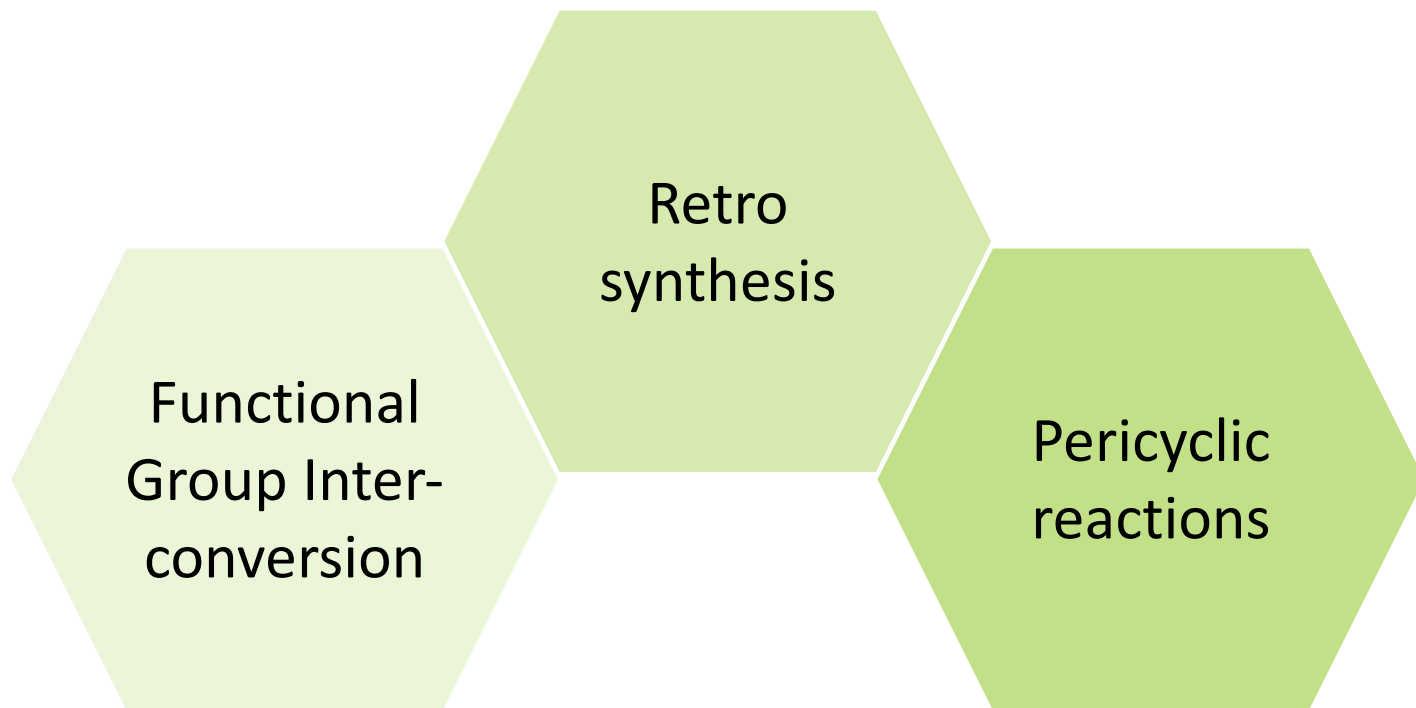 Retro
synthesis
Functional
Group Inter-
conversion
Pericyclic
reactions